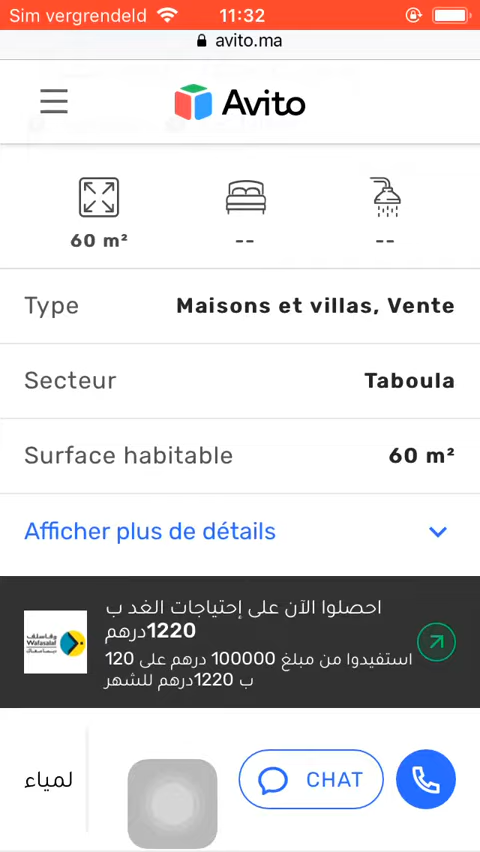 Sim vergrendeld 11:32
avito.ma
Avito
60 m² -- --
Type Maisons et villas, Vente
Secteur Taboula
Surface habitable 60 m²
Afficher plus de détails
احصلوا الآن على إحتياجات الغد ب
1220درهم
استفيدوا من مبلغ 100000 درهم على 120
ب 1220درهم للشهر
وفاسلف
Wafasalaf
لمياء CHAT